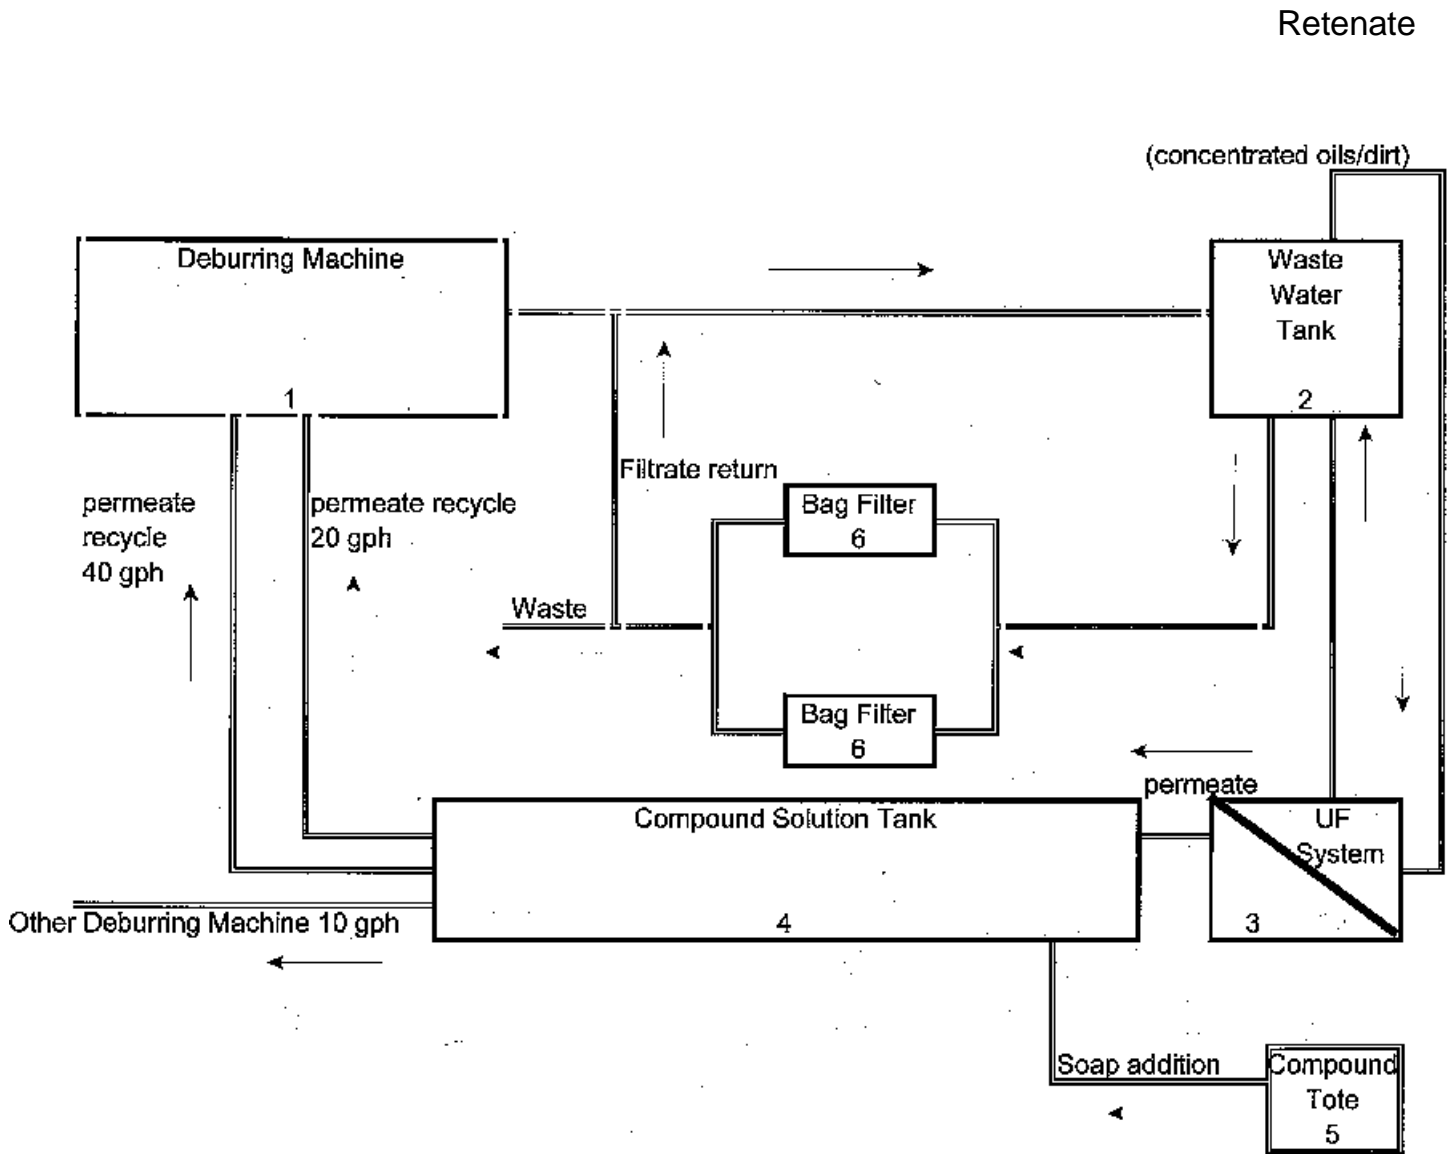 Retenate
(concentrated oils/dirt)
Deburring Machine
1
Waste
Water
Tank
2
Filtrate return
permeate
recycle
40 gph
permeate recycle
20 gph
Bag Filter
6
Waste
Bag Filter
6
permeate
Compound Solution Tank
4
UF
System
3
Other Deburring Machine 10 gph
Soap addition
Compound
Tote
5